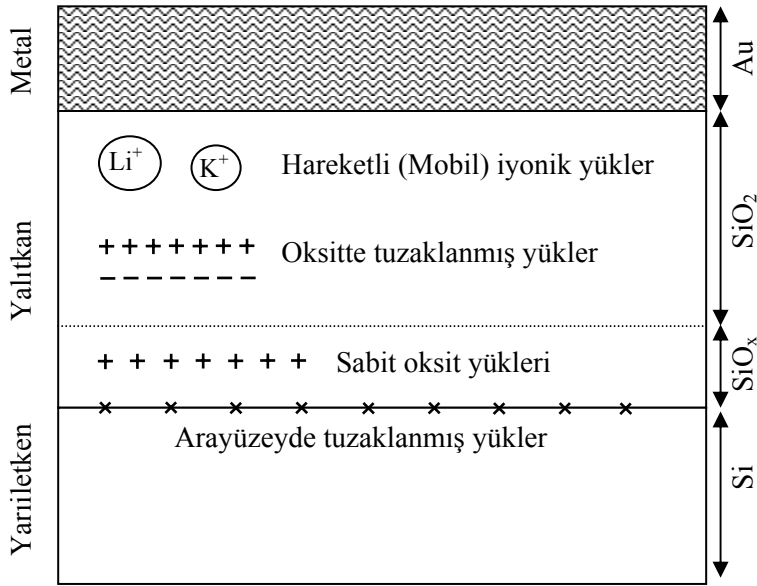 Metal
Au
Li⁺
K⁺
Hareketli (Mobil) iyonik yükler
Yalıtkan
SiO₂
Oksitte tuzaklanmış yükler
Sabit oksit yükleri
SiOₓ
Arayüzeyde tuzaklanmış yükler
Yarıiletken
Si